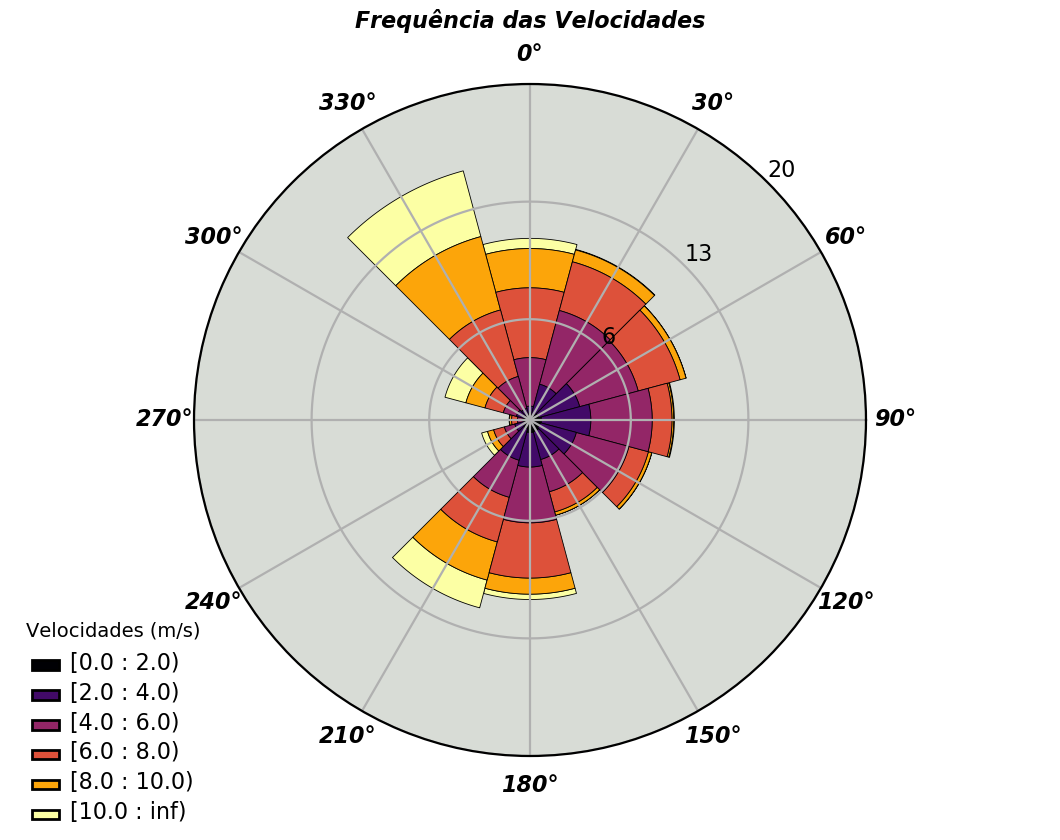 Frequência das Velocidades
0°
330°
30°
20
300°
60°
13
6
270°
90°
240°
120°
210°
150°
180°
Velocidades (m/s)
[0.0 : 2.0)
[2.0 : 4.0)
[4.0 : 6.0)
[6.0 : 8.0)
[8.0 : 10.0)
[10.0 : inf)